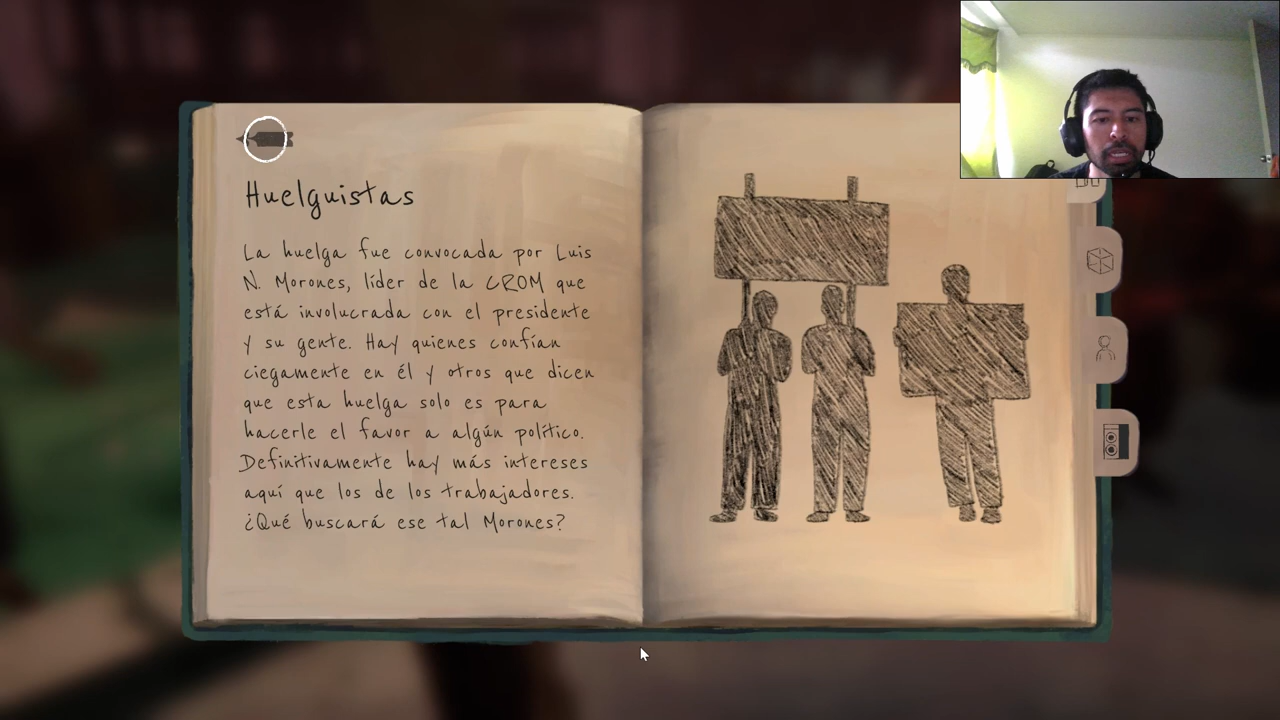 Huelguistas
La huelga fue convocada por Luis
N. Morones, líder de la CROM que
está involucrada con el presidente
y su gente. Hay quienes confían
ciegamente en él y otros que dicen
que esta huelga solo es para
hacerle el favor a algún político.
Definitivamente hay más intereses
aquí que los de los trabajadores.
¿Qué buscará ese tal Morones?